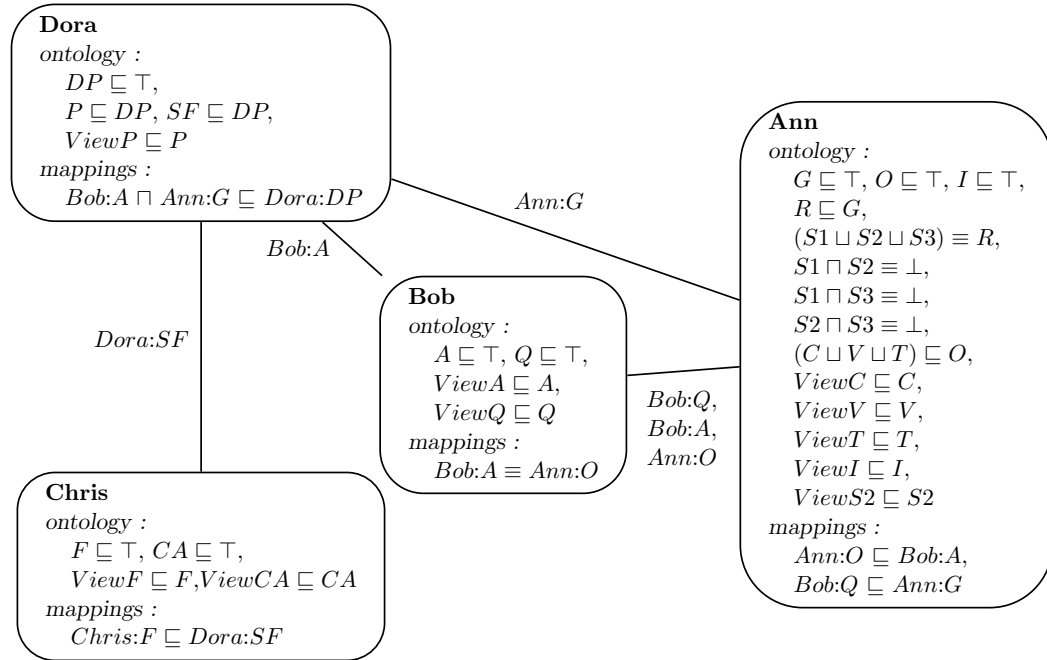 Dora
ontology :
DP ⊑ ⊤,
P ⊑ DP, SF ⊑ DP,
ViewP ⊑ P
mappings :
Bob:A ⊓ Ann:G ⊑ Dora:DP
Ann:G
Bob:A
Dora:SF
Bob
ontology :
A ⊑ ⊤, Q ⊑ ⊤,
ViewA ⊑ A,
ViewQ ⊑ Q
mappings :
Bob:A ≡ Ann:O
Bob:Q,
Bob:A,
Ann:O
Ann
ontology :
G ⊑ ⊤, O ⊑ ⊤, I ⊑ ⊤,
R ⊑ G,
(S1 ⊔ S2 ⊔ S3) ≡ R,
S1 ⊓ S2 ≡ ⊥,
S1 ⊓ S3 ≡ ⊥,
S2 ⊓ S3 ≡ ⊥,
(C ⊔ V ⊔ T) ⊑ O,
ViewC ⊑ C,
ViewV ⊑ V,
ViewT ⊑ T,
ViewI ⊑ I,
ViewS2 ⊑ S2
mappings :
Ann:O ⊑ Bob:A,
Bob:Q ⊑ Ann:G
Chris
ontology :
F ⊑ ⊤, CA ⊑ ⊤,
ViewF ⊑ F,ViewCA ⊑ CA
mappings :
Chris:F ⊑ Dora:SF